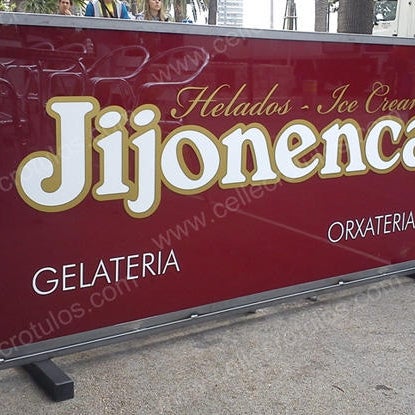 Helados - Ice Crea
Jijonenca
GELATERIA
ORXATERIA